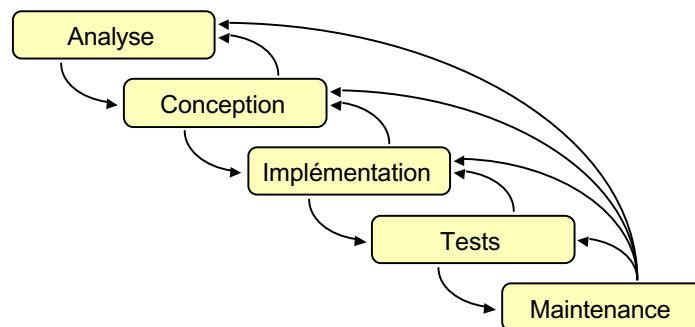 Analyse
Conception
Implémentation
Tests
Maintenance